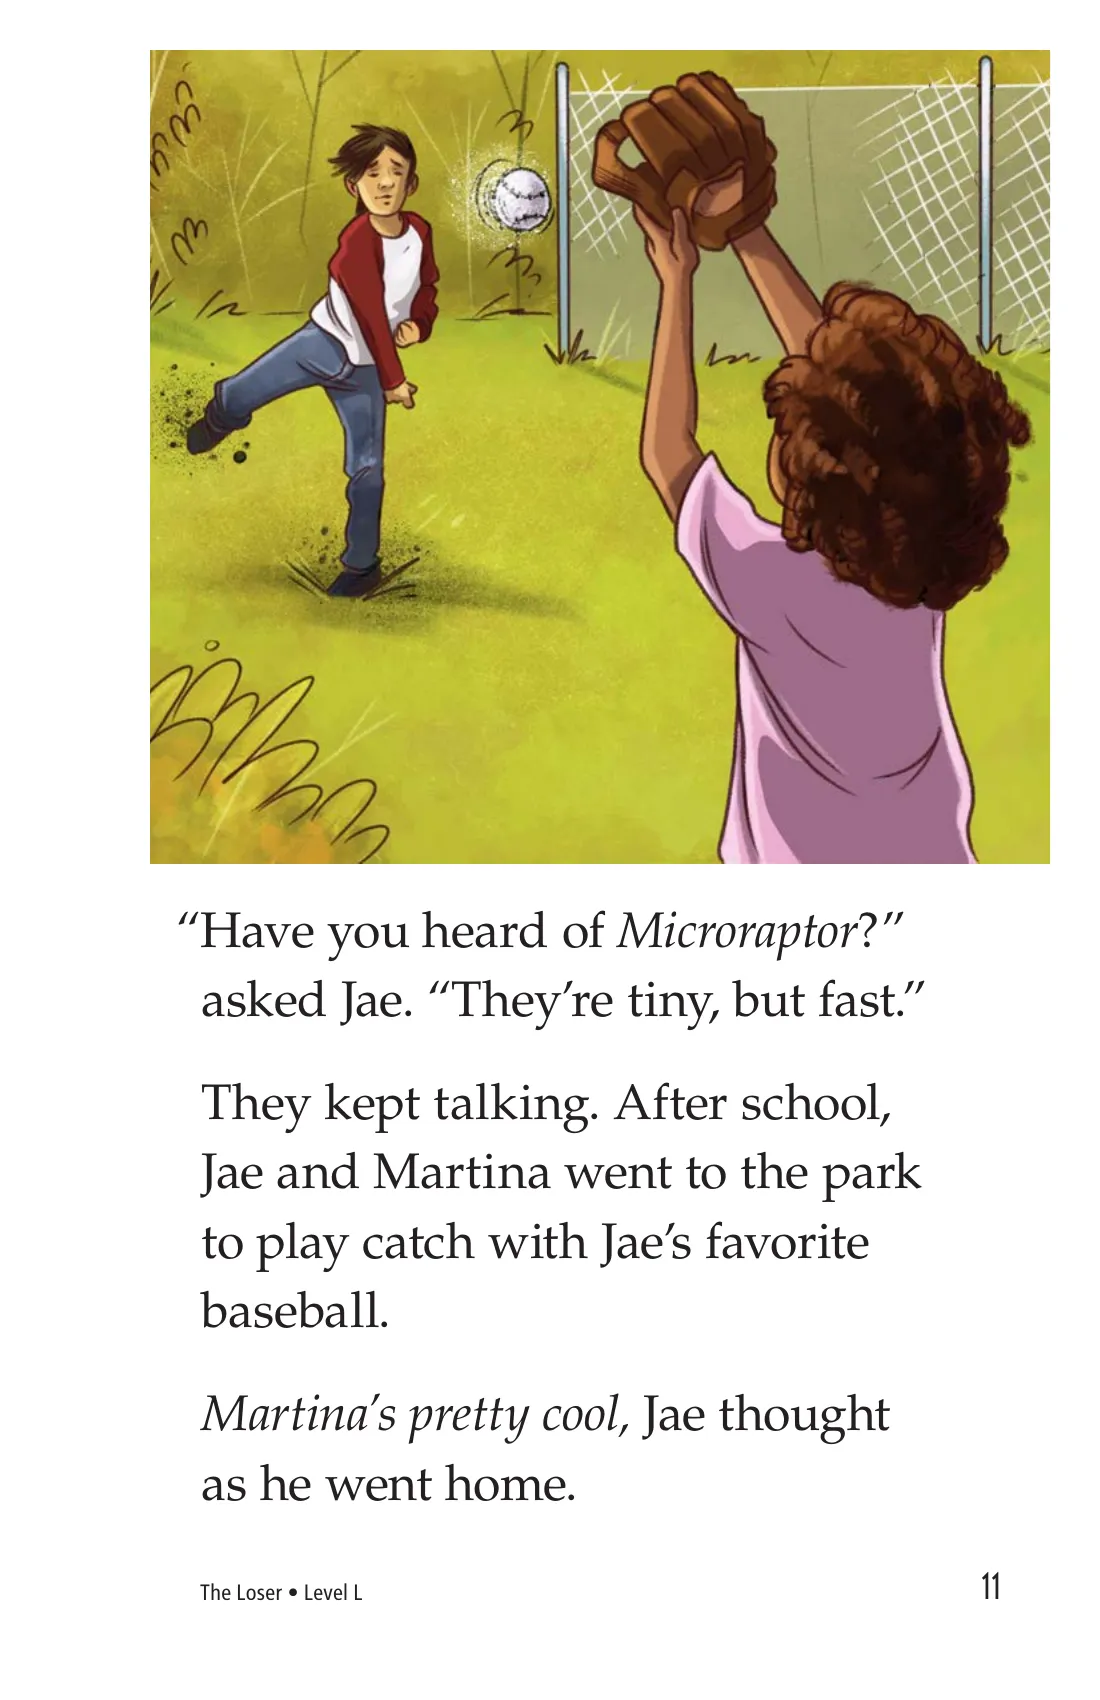 “Have you heard of Microraptor?”
asked Jae. “They’re tiny, but fast.”
They kept talking. After school,
Jae and Martina went to the park
to play catch with Jae’s favorite
baseball.
Martina’s pretty cool, Jae thought
as he went home.
The Loser • Level L
11